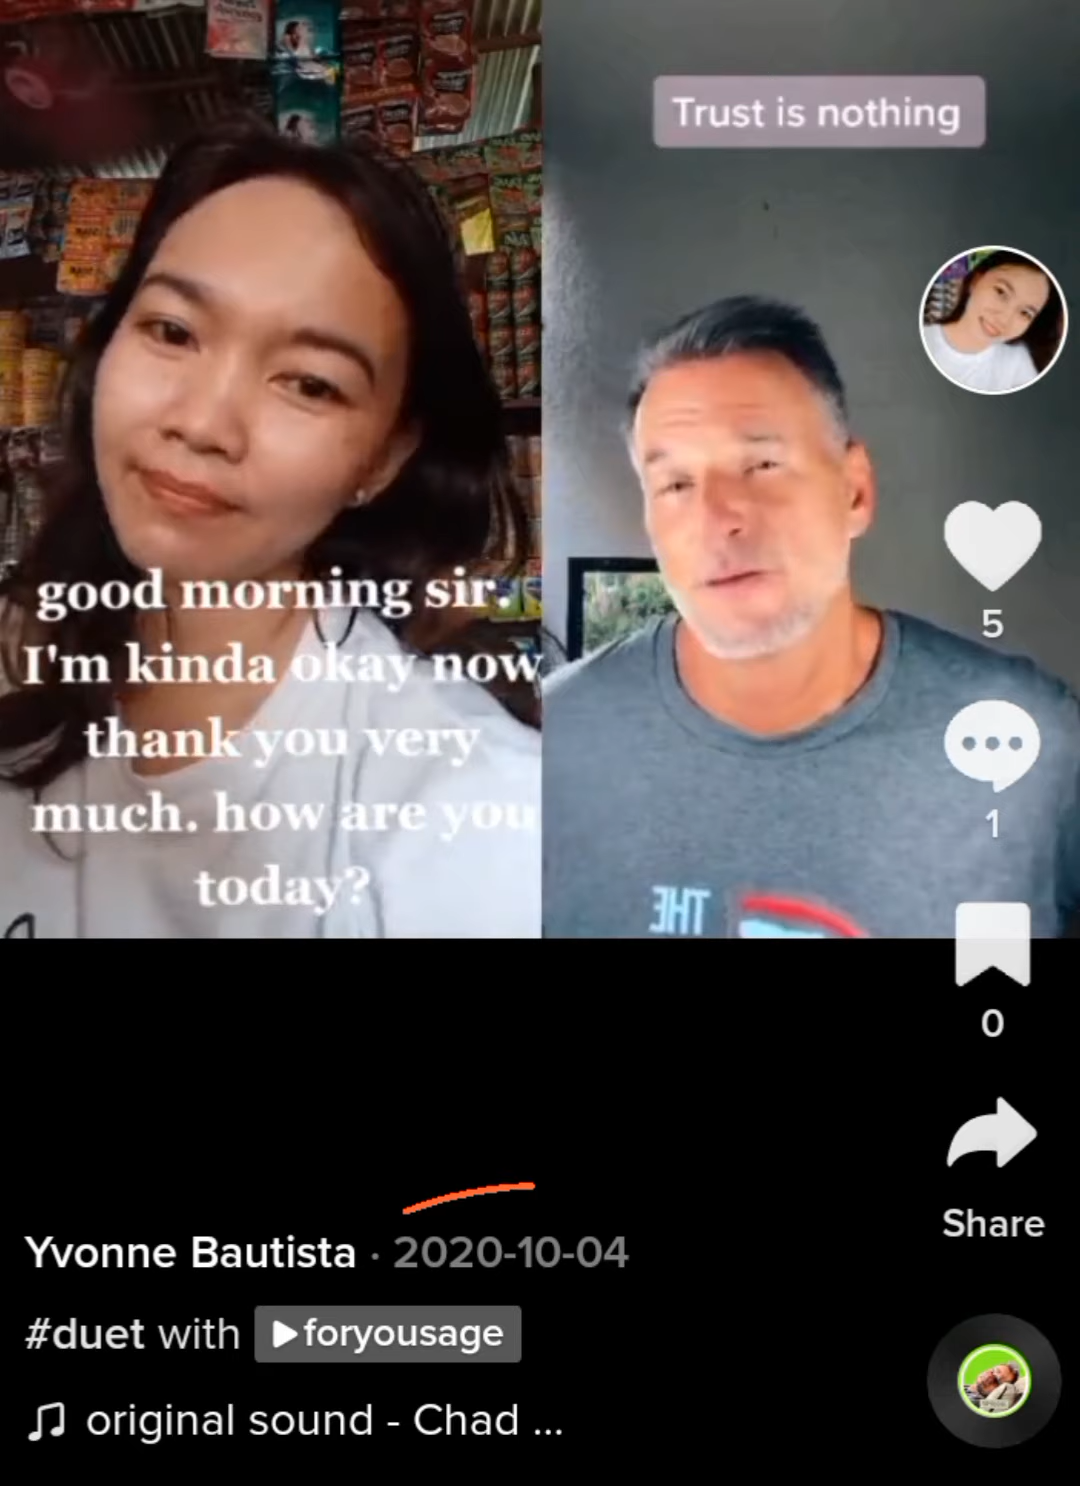 Trust is nothing
good morning sir.
I'm kinda okay now
thank you very
much. how are you
today?
THE
5
1
0
Share
Yvonne Bautista · 2020-10-04
#duet with ▶foryousage
original sound - Chad ...